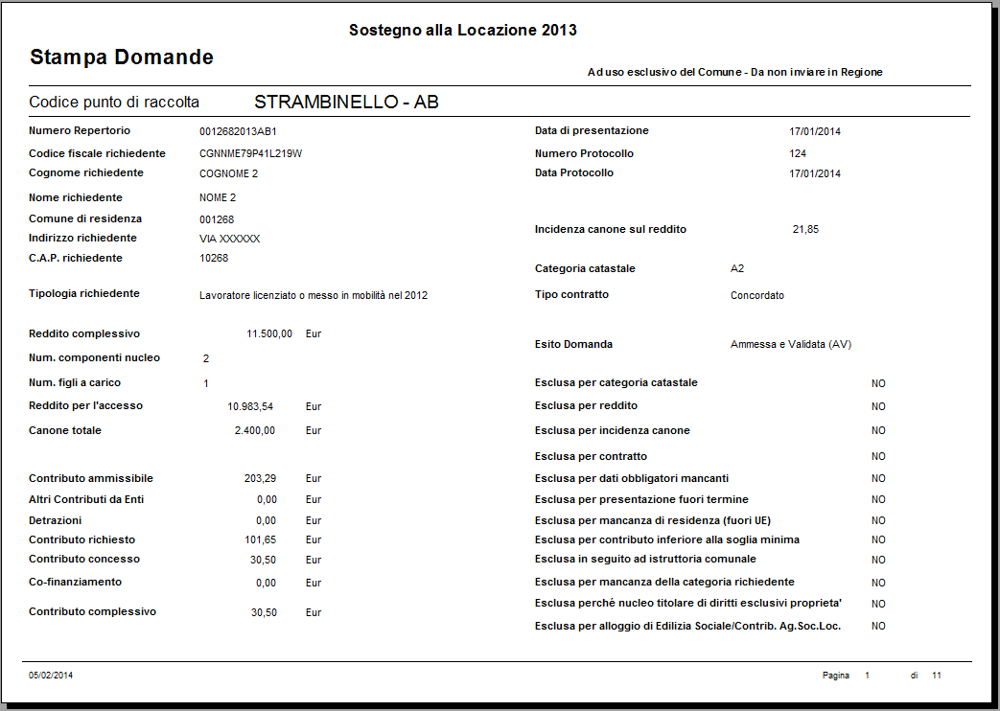 Sostegno alla Locazione 2013
Stampa Domande
Ad uso esclusivo del Comune - Da non inviare in Regione
Codice punto di raccolta STRAMBINELLO - AB
Numero Repertorio 0012682013AB1 Data di presentazione 17/01/2014
Codice fiscale richiedente CGNNME79P41L219W Numero Protocollo 124
Cognome richiedente COGNOME 2 Data Protocollo 17/01/2014
Nome richiedente NOME 2
Comune di residenza 001268
Incidenza canone sul reddito 21,85
Indirizzo richiedente VIA XXXXXX
C.A.P. richiedente 10268
Categoria catastale A2
Tipologia richiedente Lavoratore licenziato o messo in mobilità nel 2012 Tipo contratto Concordato
Reddito complessivo 11.500,00 Eur
Esito Domanda Ammessa e Validata (AV)
Num. componenti nucleo 2
Num. figli a carico 1 Esclusa per categoria catastale NO
Reddito per l'accesso 10.983,54 Eur Esclusa per reddito NO
Canone totale 2.400,00 Eur Esclusa per incidenza canone NO
Esclusa per contratto NO
Contributo ammissibile 203,29 Eur Esclusa per dati obbligatori mancanti NO
Altri Contributi da Enti 0,00 Eur Esclusa per presentazione fuori termine NO
Detrazioni 0,00 Eur Esclusa per mancanza di residenza (fuori UE) NO
Contributo richiesto 101,65 Eur Esclusa per contributo inferiore alla soglia minima NO
Contributo concesso 30,50 Eur Esclusa in seguito ad istruttoria comunale NO
Co-finanziamento 0,00 Eur Esclusa per mancanza della categoria richiedente NO
Esclusa perché nucleo titolare di diritti esclusivi proprieta' NO
Contributo complessivo 30,50 Eur
Esclusa per alloggio di Edilizia Sociale/Contrib. Ag.Soc.Loc. NO
05/02/2014 Pagina 1 di 11